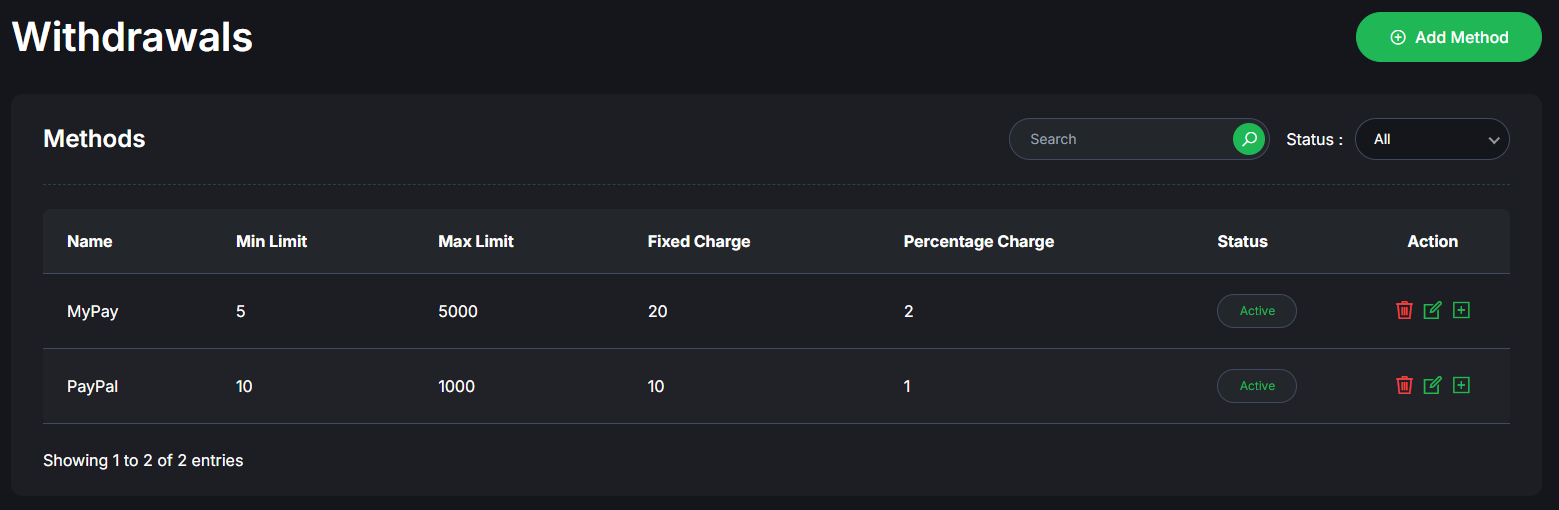 Withdrawals
Add Method
Methods
Search
Status :
All
Name Min Limit Max Limit Fixed Charge Percentage Charge Status Action
MyPay 5 5000 20 2 Active
PayPal 10 1000 10 1 Active
Showing 1 to 2 of 2 entries